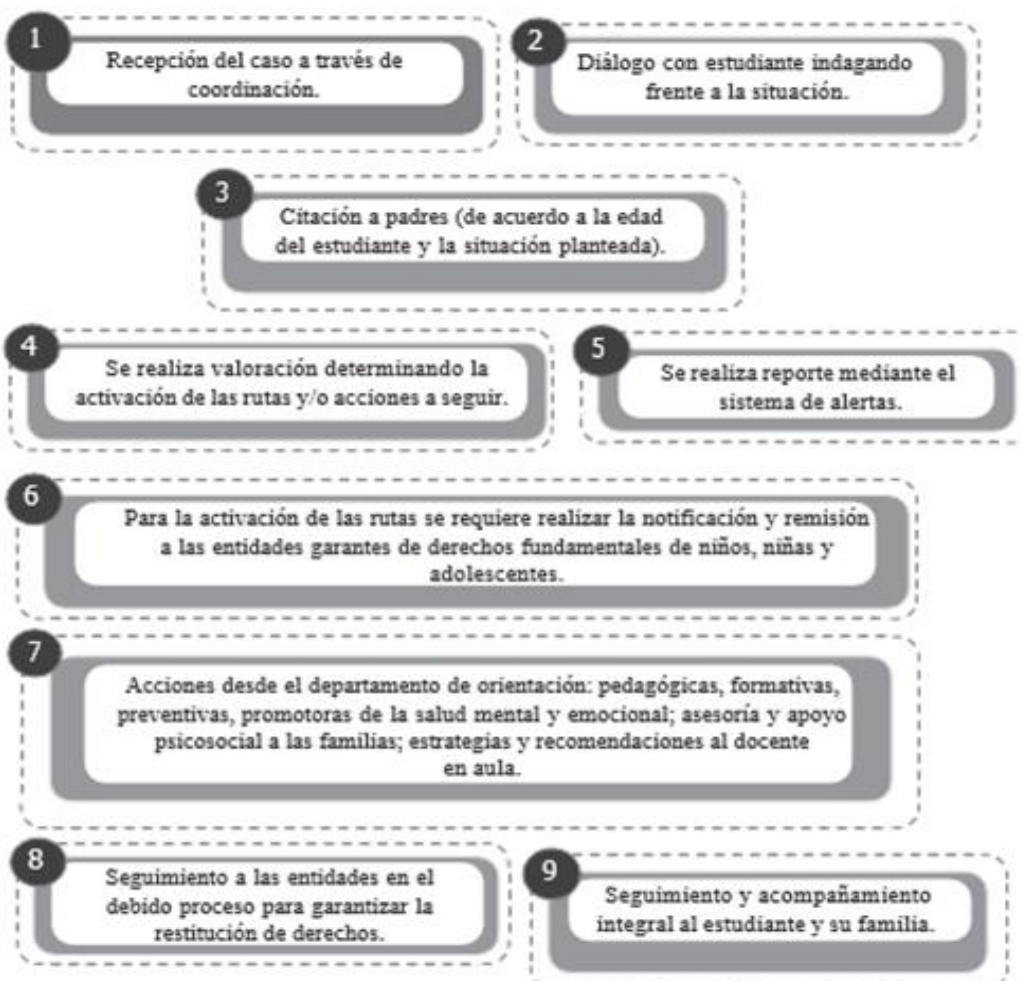 1
Recepción del caso a través de
coordinación.
2
Diálogo con estudiante indagando
frente a la situación.
3
Citación a padres (de acuerdo a la edad
del estudiante y la situación planteada).
4
Se realiza valoración determinando la
activación de las rutas y/o acciones a seguir.
5
Se realiza reporte mediante el
sistema de alertas.
6
Para la activación de las rutas se requiere realizar la notificación y remisión
a las entidades garantes de derechos fundamentales de niños, niñas y
adolescentes.
7
Acciones desde el departamento de orientación: pedagógicas, formativas,
preventivas, promotoras de la salud mental y emocional; asesoría y apoyo
psicosocial a las familias; estrategias y recomendaciones al docente
en aula.
8
Seguimiento a las entidades en el
debido proceso para garantizar la
restitución de derechos.
9
Seguimiento y acompañamiento
integral al estudiante y su familia.